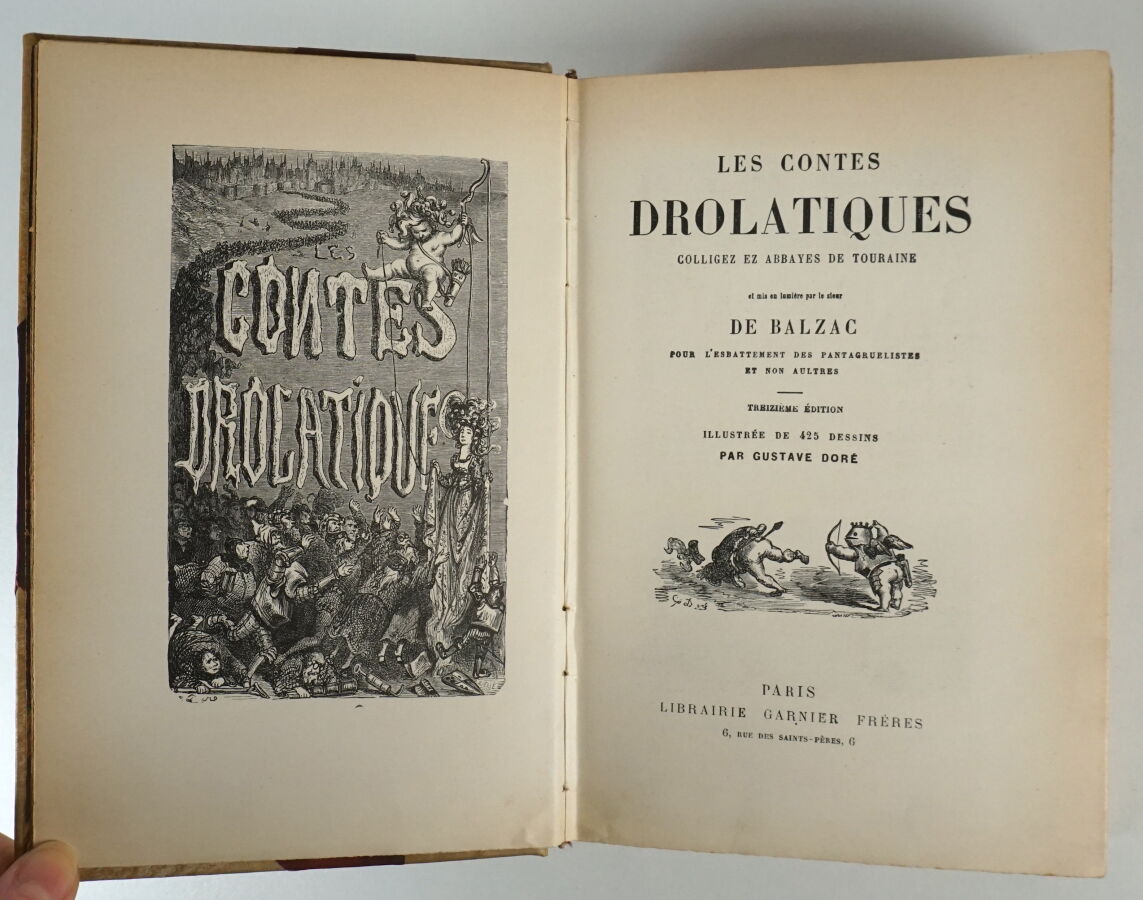 LES
CONTES
DROLATIQUES
LES CONTES
DROLATIQUES
COLLIGEZ EZ ABBAYES DE TOURAINE
et mis en lumière par le sieur
DE BALZAC
POUR L'ESBATTEMENT DES PANTAGRUELISTES
ET NON AULTRES
TREIZIÈME ÉDITION
ILLUSTRÉE DE 425 DESSINS
PAR GUSTAVE DORÉ
PARIS
LIBRAIRIE GARNIER FRÈRES
6, RUE DES SAINTS-PÈRES, 6